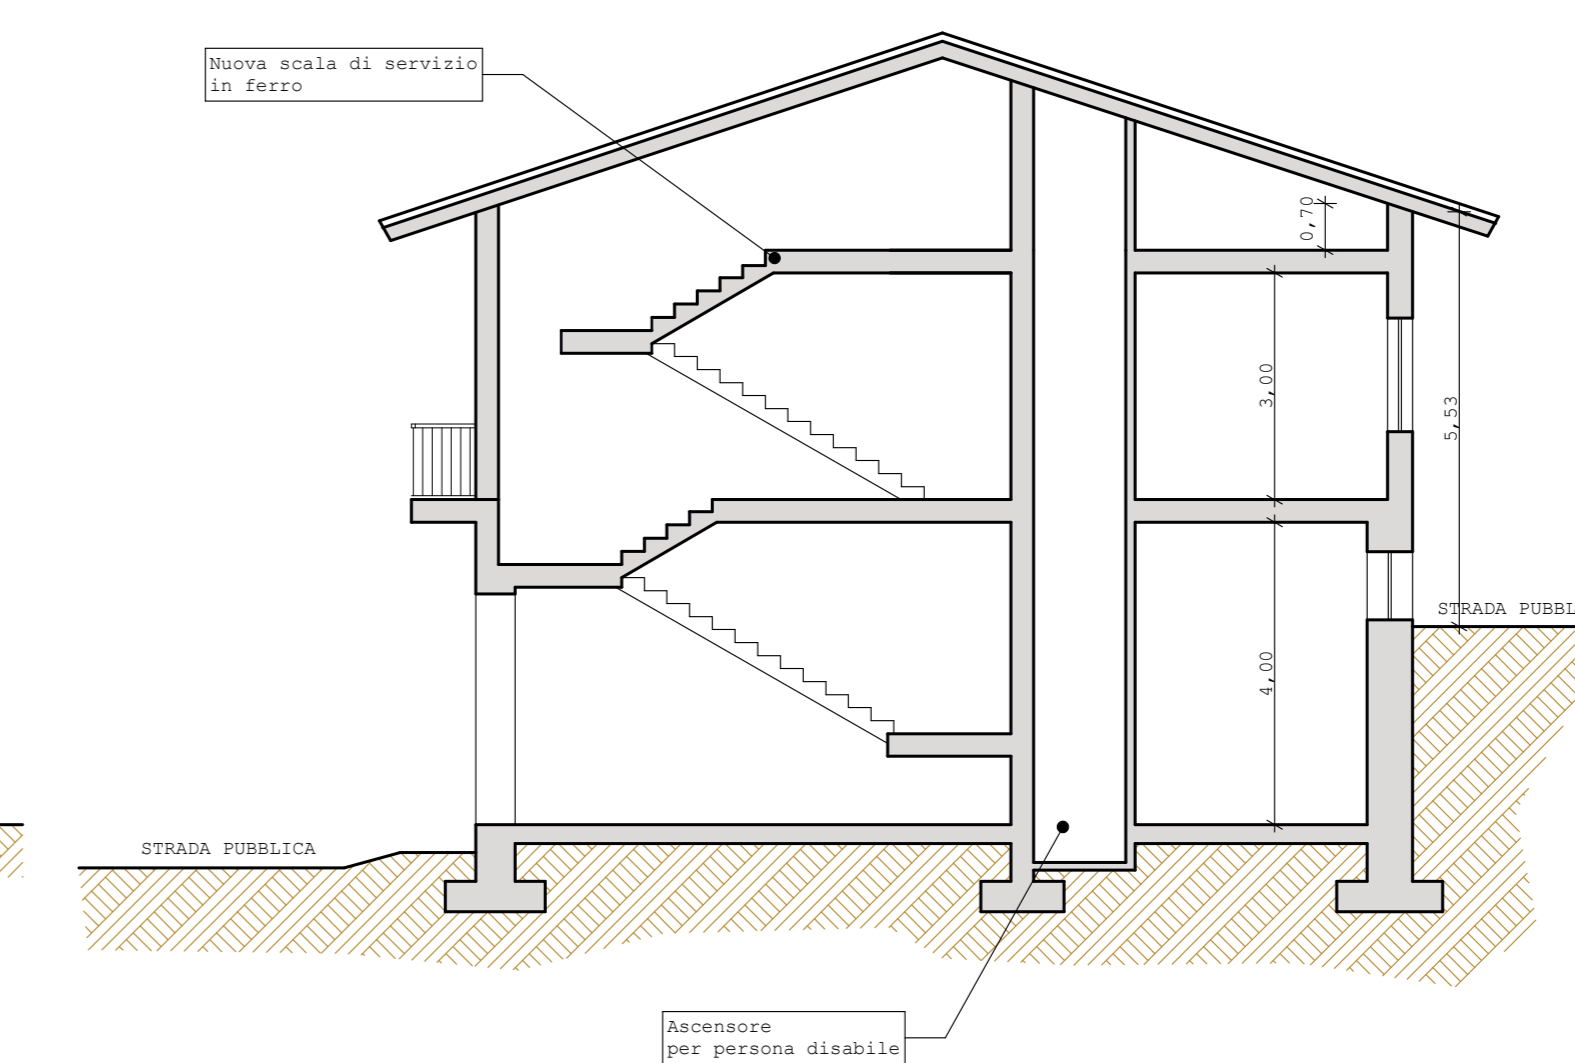 Nuova scala di servizio
in ferro
0,70
3,00
5,53
STRADA PUBBL
4,00
STRADA PUBBLICA
Ascensore
per persona disabile